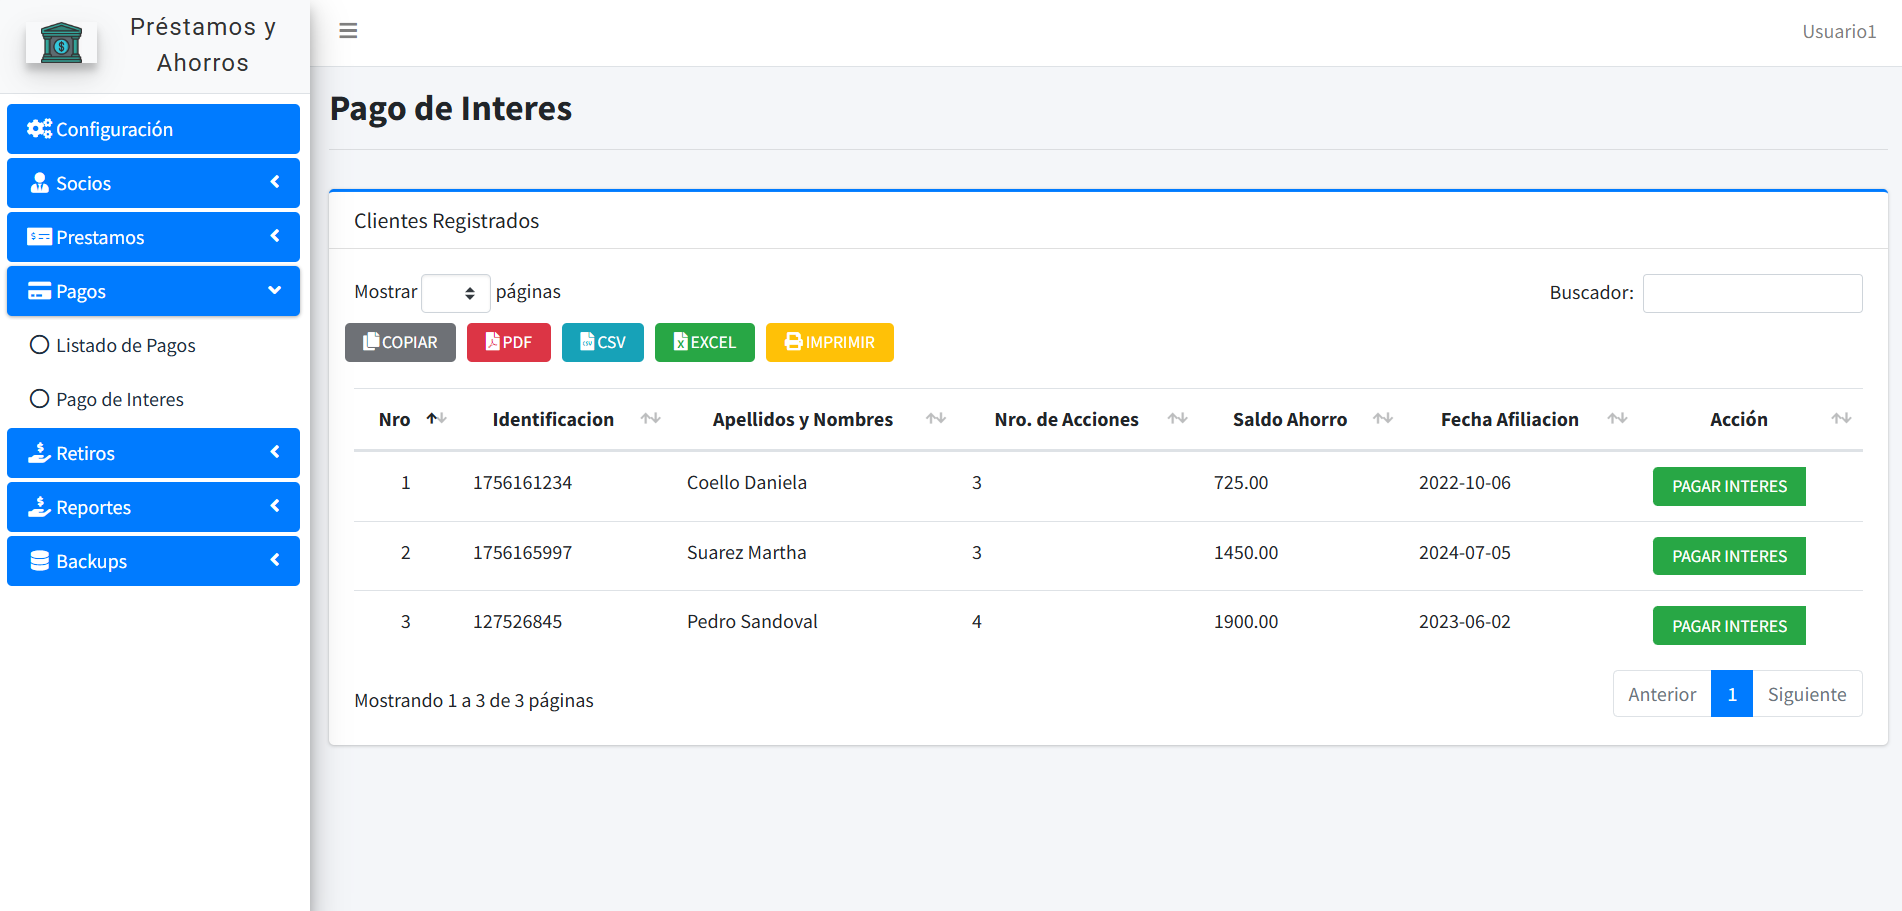 Préstamos y
Ahorros
Usuario1
Configuración
Socios
Prestamos
Pagos
Listado de Pagos
Pago de Interes
Retiros
Reportes
Backups
Pago de Interes
Clientes Registrados
Mostrar páginas
Buscador:
COPIAR PDF CSV EXCEL IMPRIMIR
Nro Identificacion Apellidos y Nombres Nro. de Acciones Saldo Ahorro Fecha Afiliacion Acción
1 1756161234 Coello Daniela 3 725.00 2022-10-06 PAGAR INTERES
2 1756165997 Suarez Martha 3 1450.00 2024-07-05 PAGAR INTERES
3 127526845 Pedro Sandoval 4 1900.00 2023-06-02 PAGAR INTERES
Mostrando 1 a 3 de 3 páginas
Anterior 1 Siguiente